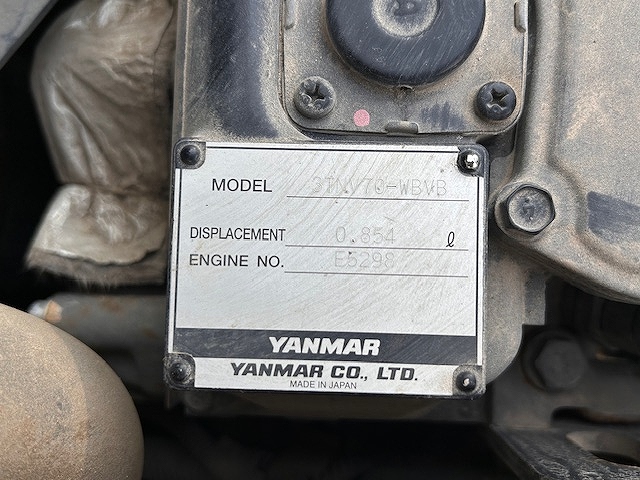 MODEL 3TNV70-WBVB
DISPLACEMENT 0.854 ℓ
ENGINE NO. E5298
YANMAR
YANMAR CO., LTD.
MADE IN JAPAN